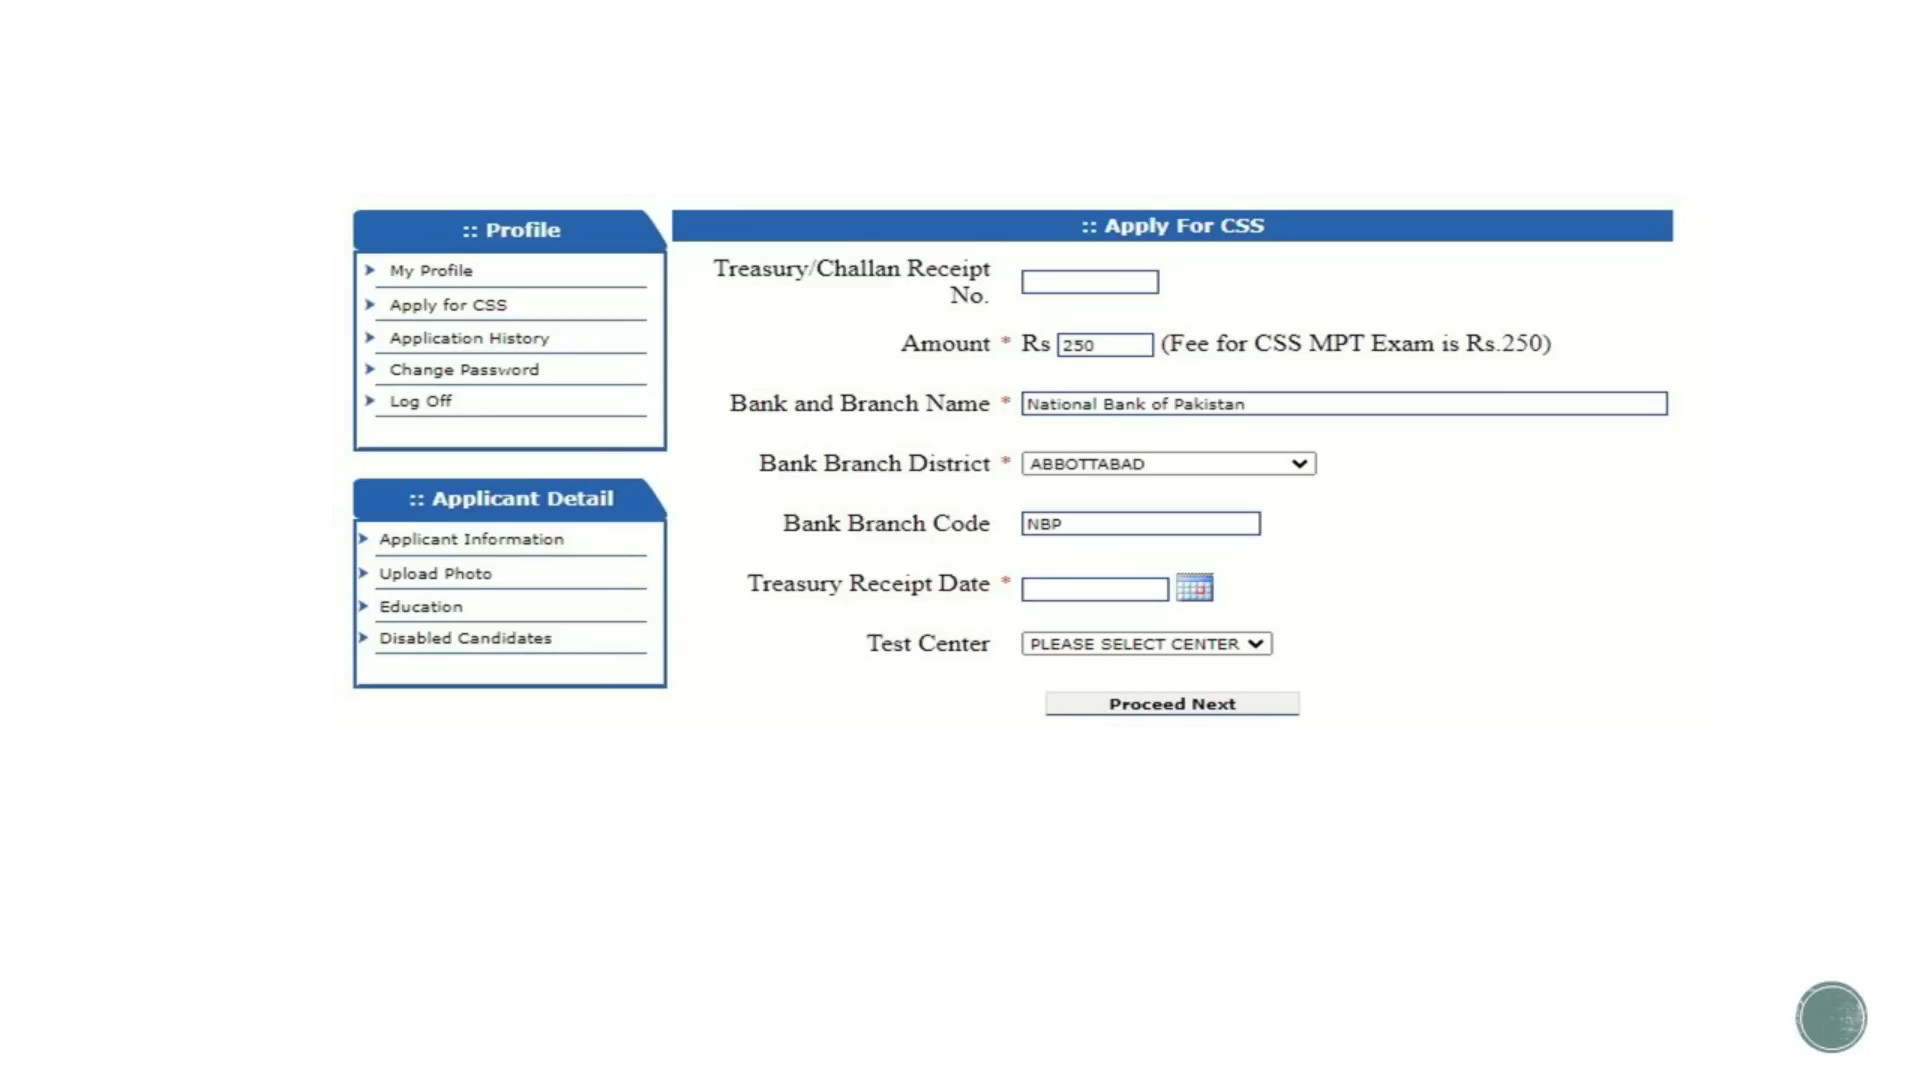 :: Profile
My Profile
Apply for CSS
Application History
Change Password
Log Off
:: Applicant Detail
Applicant Information
Upload Photo
Education
Disabled Candidates
:: Apply For CSS
Treasury/Challan Receipt
No.
Amount * Rs 250 (Fee for CSS MPT Exam is Rs.250)
Bank and Branch Name * National Bank of Pakistan
Bank Branch District * ABBOTTABAD
Bank Branch Code NBP
Treasury Receipt Date *
Test Center PLEASE SELECT CENTER
Proceed Next